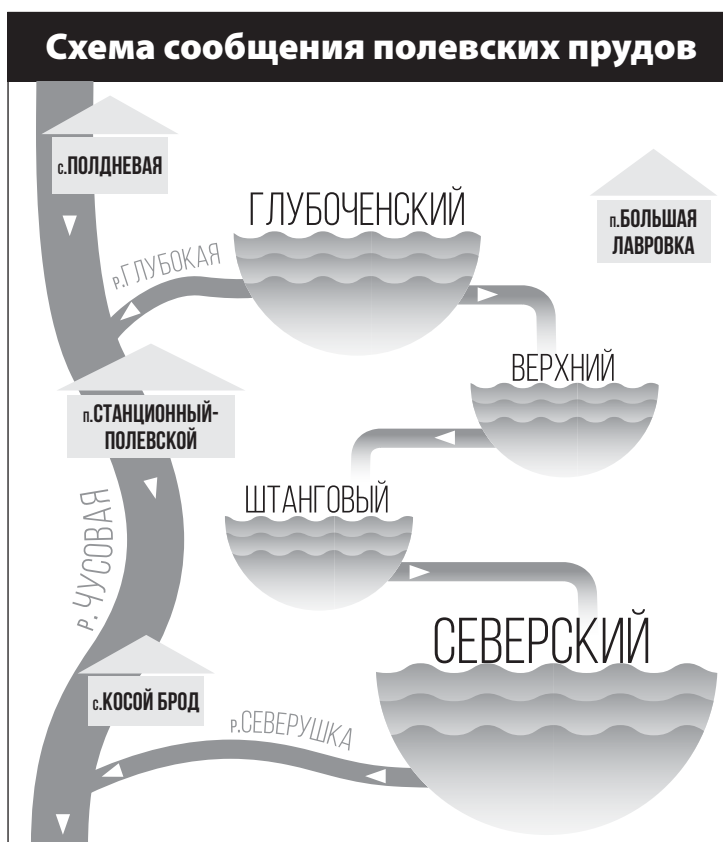 Схема сообщения полевских прудов
с.ПОЛДНЕВАЯ
ГЛУБОЧЕНСКИЙ
п.БОЛЬШАЯ
ЛАВРОВКА
р.ГЛУБОКАЯ
ВЕРХНИЙ
п.СТАНЦИОННЫЙ-
ПОЛЕВСКОЙ
ШТАНГОВЫЙ
р. ЧУСОВАЯ
СЕВЕРСКИЙ
с.КОСОЙ БРОД
р.СЕВЕРУШКА